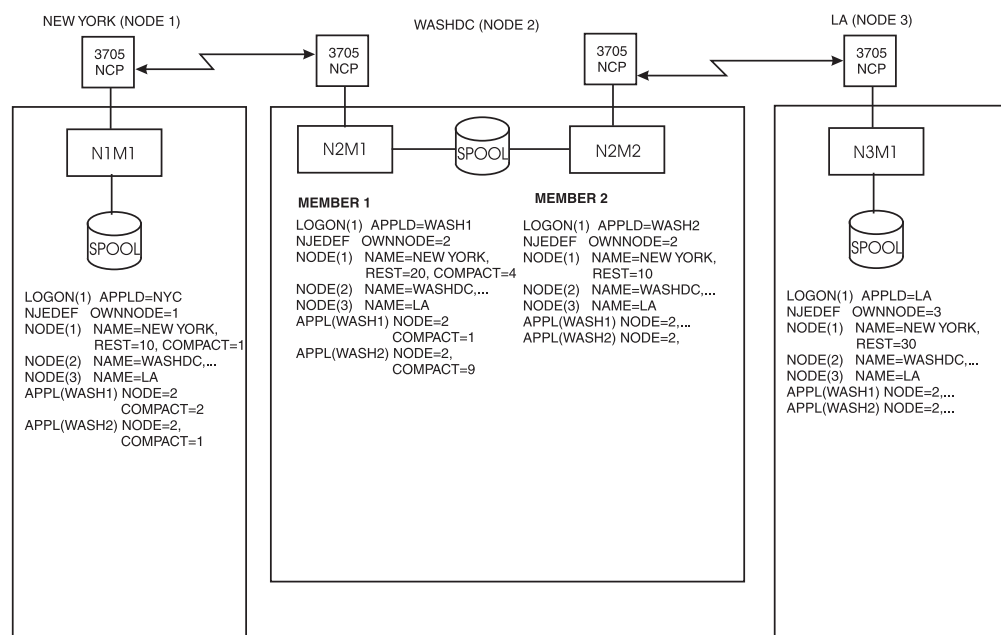 NEW YORK (NODE 1)
WASHDC (NODE 2)
LA (NODE 3)
3705
NCP
3705
NCP
3705
NCP
3705
NCP
N1M1
SPOOL
LOGON(1) APPLD=NYC
NJEDEF OWNNODE=1
NODE(1) NAME=NEW YORK,
REST=10, COMPACT=1
NODE(2) NAME=WASHDC,...
NODE(3) NAME=LA
APPL(WASH1) NODE=2
COMPACT=2
APPL(WASH2) NODE=2,
COMPACT=1
N2M1
SPOOL
N2M2
MEMBER 1
LOGON(1) APPLD=WASH1
NJEDEF OWNNODE=2
NODE(1) NAME=NEW YORK,
REST=20, COMPACT=4
NODE(2) NAME=WASHDC,...
NODE(3) NAME=LA
APPL(WASH1) NODE=2
COMPACT=1
APPL(WASH2) NODE=2,
COMPACT=9
MEMBER 2
LOGON(1) APPLD=WASH2
NJEDEF OWNNODE=2
NODE(1) NAME=NEW YORK,
REST=10
NODE(2) NAME=WASHDC,...
NODE(3) NAME=LA
APPL(WASH1) NODE=2,...
APPL(WASH2) NODE=2,
N3M1
SPOOL
LOGON(1) APPLD=LA
NJEDEF OWNNODE=3
NODE(1) NAME=NEW YORK,
REST=30
NODE(2) NAME=WASHDC,...
NODE(3) NAME=LA
APPL(WASH1) NODE=2,...
APPL(WASH2) NODE=2,...